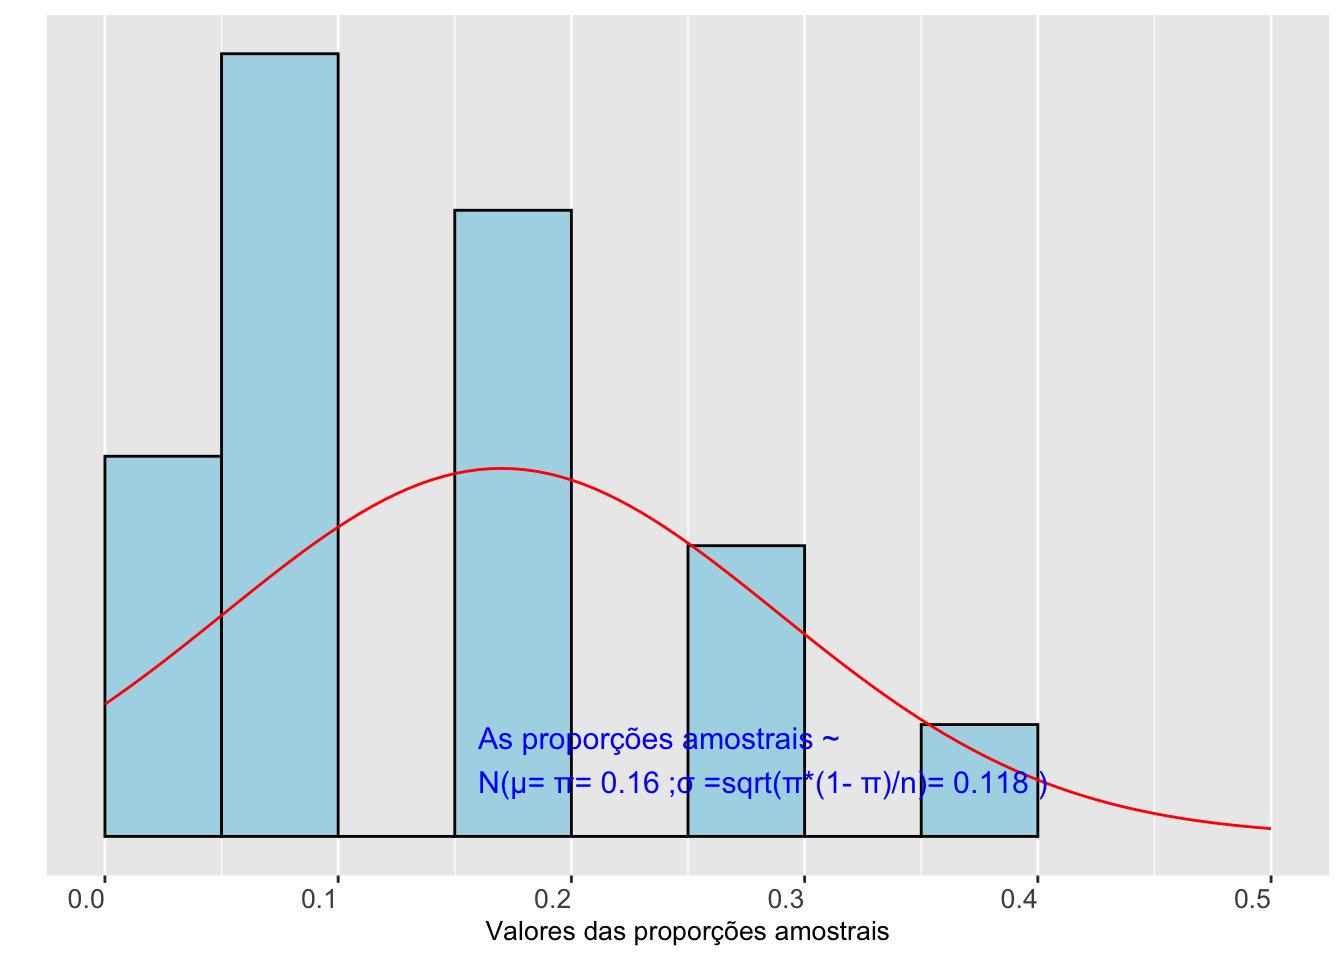 As proporções amostrais ~
N(μ= π= 0.16 ;σ =sqrt(π*(1- π)/n)= 0.118 )
0.0 0.1 0.2 0.3 0.4 0.5
Valores das proporções amostrais